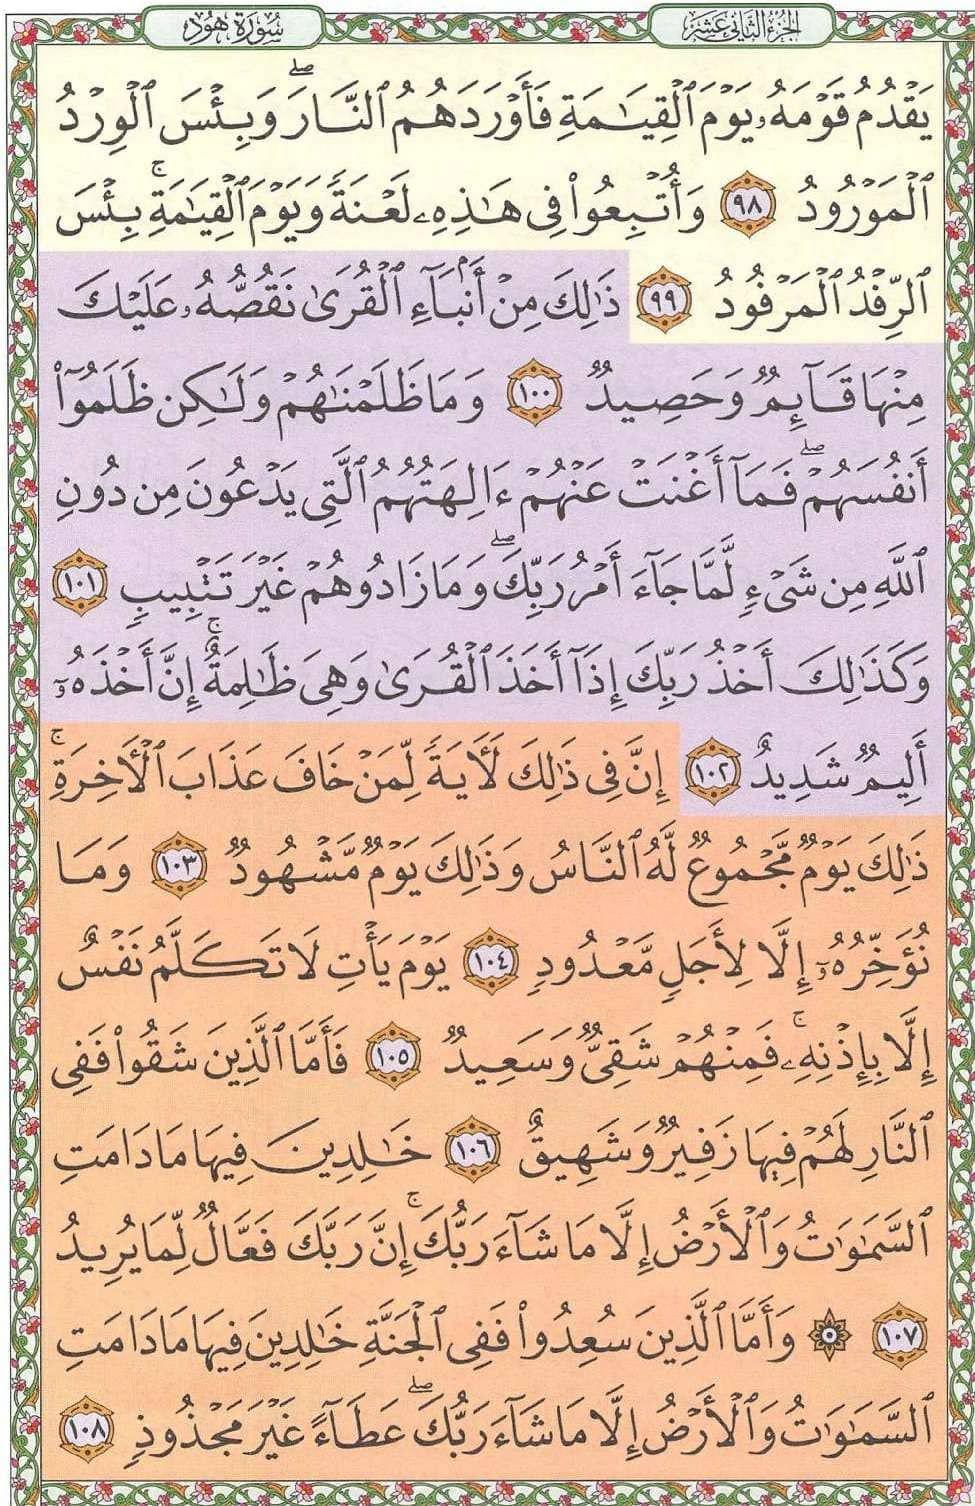 الجزء الثاني عشر
سورة هود
يَقۡدُمُ قَوۡمَهُۥ يَوۡمَ ٱلۡقِيَٰمَةِ فَأَوۡرَدَهُمُ ٱلنَّارَۖ وَبِئۡسَ ٱلۡوِرۡدُ
ٱلۡمَوۡرُودُ ٩٨ وَأُتۡبِعُواْ فِي هَٰذِهِۦ لَعۡنَةٗ وَيَوۡمَ ٱلۡقِيَٰمَةِۚ بِئۡسَ
ٱلرِّفۡدُ ٱلۡمَرۡفُودُ ٩٩ ذَٰلِكَ مِنۡ أَنۢبَآءِ ٱلۡقُرَىٰ نَقُصُّهُۥ عَلَيۡكَ
مِنۡهَا قَآئِمٞ وَحَصِيدٞ ١٠٠ وَمَا ظَلَمۡنَٰهُمۡ وَلَٰكِن ظَلَمُوٓاْ
أَنفُسَهُمۡۖ فَمَآ أَغۡنَتۡ عَنۡهُمۡ ءَالِهَتُهُمُ ٱلَّتِي يَدۡعُونَ مِن دُونِ
ٱللَّهِ مِن شَيۡءٖ لَّمَّا جَآءَ أَمۡرُ رَبِّكَۖ وَمَا زَادُوهُمۡ غَيۡرَ تَتۡبِيبٖ ١٠١
وَكَذَٰلِكَ أَخۡذُ رَبِّكَ إِذَآ أَخَذَ ٱلۡقُرَىٰ وَهِيَ ظَٰلِمَةٌۚ إِنَّ أَخۡذَهُۥٓ
أَلِيمٞ شَدِيدٌ ١٠٢ إِنَّ فِي ذَٰلِكَ لَأٓيَةٗ لِّمَنۡ خَافَ عَذَابَ ٱلۡأٓخِرَةِۚ
ذَٰلِكَ يَوۡمٞ مَّجۡمُوعٞ لَّهُ ٱلنَّاسُ وَذَٰلِكَ يَوۡمٞ مَّشۡهُودٞ ١٠٣ وَمَا
نُؤَخِّرُهُۥٓ إِلَّا لِأَجَلٖ مَّعۡدُودٖ ١٠٤ يَوۡمَ يَأۡتِ لَا تَكَلَّمُ نَفۡسٌ
إِلَّا بِإِذۡنِهِۦۚ فَمِنۡهُمۡ شَقِيّٞ وَسَعِيدٞ ١٠٥ فَأَمَّا ٱلَّذِينَ شَقُواْ فَفِي
ٱلنَّارِ لَهُمۡ فِيهَا زَفِيرٞ وَشَهِيقٌ ١٠٦ خَٰلِدِينَ فِيهَا مَا دَامَتِ
ٱلسَّمَٰوَٰتُ وَٱلۡأَرۡضُ إِلَّا مَا شَآءَ رَبُّكَۚ إِنَّ رَبَّكَ فَعَّالٞ لِّمَا يُرِيدُ
١٠٧ ۞ وَأَمَّا ٱلَّذِينَ سُعِدُواْ فَفِي ٱلۡجَنَّةِ خَٰلِدِينَ فِيهَا مَا دَامَتِ
ٱلسَّمَٰوَٰتُ وَٱلۡأَرۡضُ إِلَّا مَا شَآءَ رَبُّكَۖ عَطَآءً غَيۡرَ مَجۡذُوذٖ ١٠٨